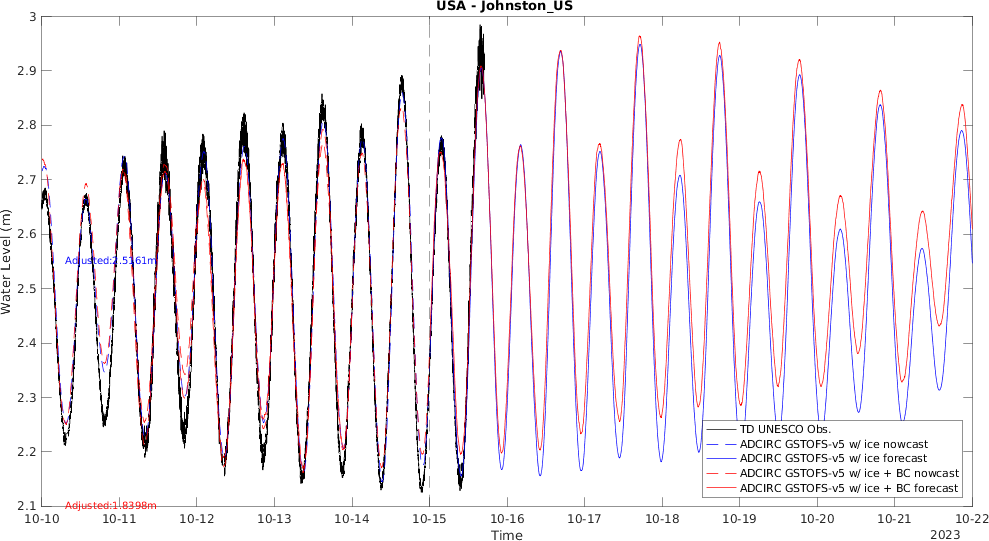 USA - Johnston_US
3
2.9
2.8
2.7
2.6
2.5
2.4
2.3
2.2
2.1
Water Level (m)
Adjusted:2.5161m
Adjusted:1.8398m
TD UNESCO Obs.
ADCIRC GSTOFS-v5 w/ ice nowcast
ADCIRC GSTOFS-v5 w/ ice forecast
ADCIRC GSTOFS-v5 w/ ice + BC nowcast
ADCIRC GSTOFS-v5 w/ ice + BC forecast
10-10 10-11 10-12 10-13 10-14 10-15 10-16 10-17 10-18 10-19 10-20 10-21 10-22
Time
2023